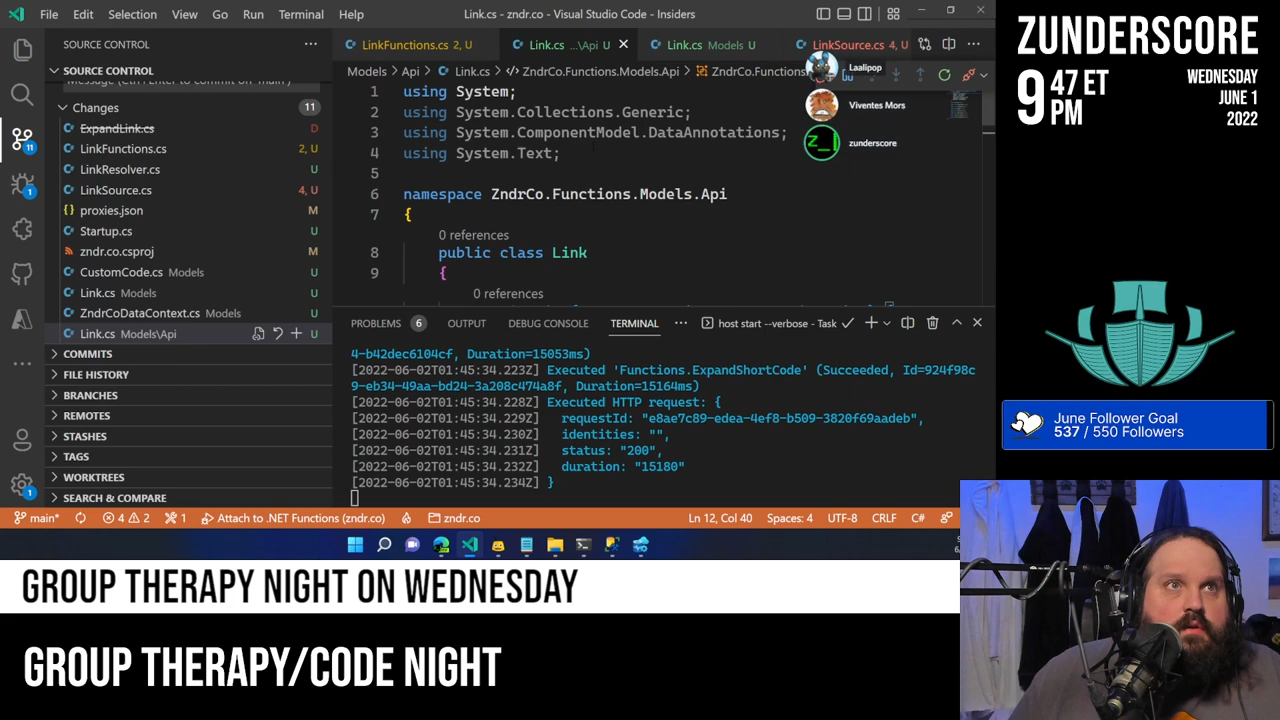 File Edit Selection View Go Run Terminal Help
Link.cs - zndr.co - Visual Studio Code - Insiders
SOURCE CONTROL
SOURCE CONTROL
Changes 11
ExpandLink.cs D
LinkFunctions.cs 2, U
LinkResolver.cs U
LinkSource.cs 4, U
proxies.json M
Startup.cs U
zndr.co.csproj M
CustomCode.cs Models U
Link.cs Models U
ZndrCoDataContext.cs Models U
Link.cs Models\Api U
COMMITS
FILE HISTORY
BRANCHES
REMOTES
STASHES
TAGS
WORKTREES
SEARCH & COMPARE
11
1
1
LinkFunctions.cs 2, U
Link.cs ...\Api U
Link.cs Models U
LinkSource.cs 4, U
Models > Api > Link.cs > ZndrCo.Functions.Models.Api > ZndrCo.Functions
1 using System;
2 using System.Collections.Generic;
3 using System.ComponentModel.DataAnnotations;
4 using System.Text;
5
6 namespace ZndrCo.Functions.Models.Api
7 {
0 references
8 public class Link
9 {
0 references
Laalipop
Viventes Mors
zunderscore
PROBLEMS 6 OUTPUT DEBUG CONSOLE TERMINAL
host start --verbose - Task
4-b42dec6104cf, Duration=15053ms)
[2022-06-02T01:45:34.223Z] Executed 'Functions.ExpandShortCode' (Succeeded, Id=924f98c
9-eb34-49aa-bd24-3a208c474a8f, Duration=15164ms)
[2022-06-02T01:45:34.228Z] Executed HTTP request: {
[2022-06-02T01:45:34.229Z] requestId: "e8ae7c89-edea-4ef8-b509-3820f69aadeb",
[2022-06-02T01:45:34.230Z] identities: "",
[2022-06-02T01:45:34.231Z] status: "200",
[2022-06-02T01:45:34.232Z] duration: "15180"
[2022-06-02T01:45:34.234Z] }
main* 4 2 1 Attach to .NET Functions (zndr.co) zndr.co
Ln 12, Col 40 Spaces: 4 UTF-8 CRLF C#
ZUNDERSCORE
9 47 ET
PM
WEDNESDAY
JUNE 1
2022
June Follower Goal
537 / 550 Followers
GROUP THERAPY NIGHT ON WEDNESDAY
GROUP THERAPY/CODE NIGHT